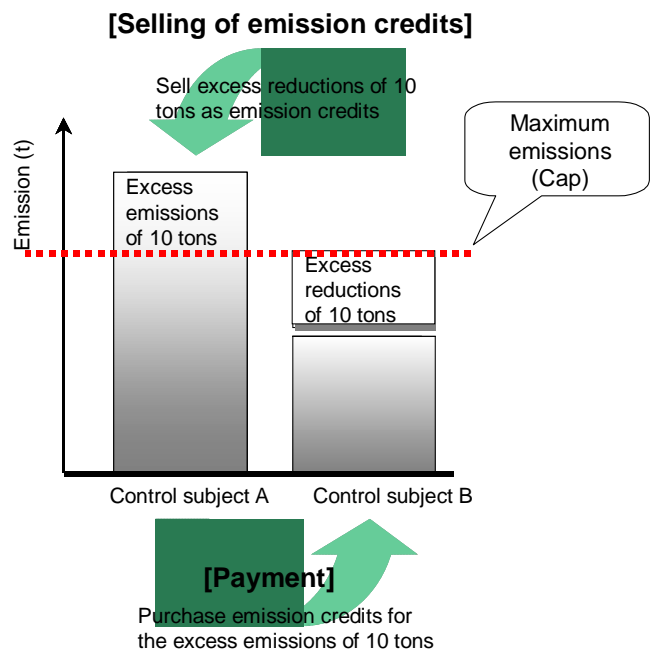 [Selling of emission credits]
Sell excess reductions of 10
tons as emission credits
Maximum
emissions
(Cap)
Emission (t)
Excess
emissions
of 10 tons
Excess
reductions
of 10 tons
Control subject A
Control subject B
[Payment]
Purchase emission credits for
the excess emissions of 10 tons